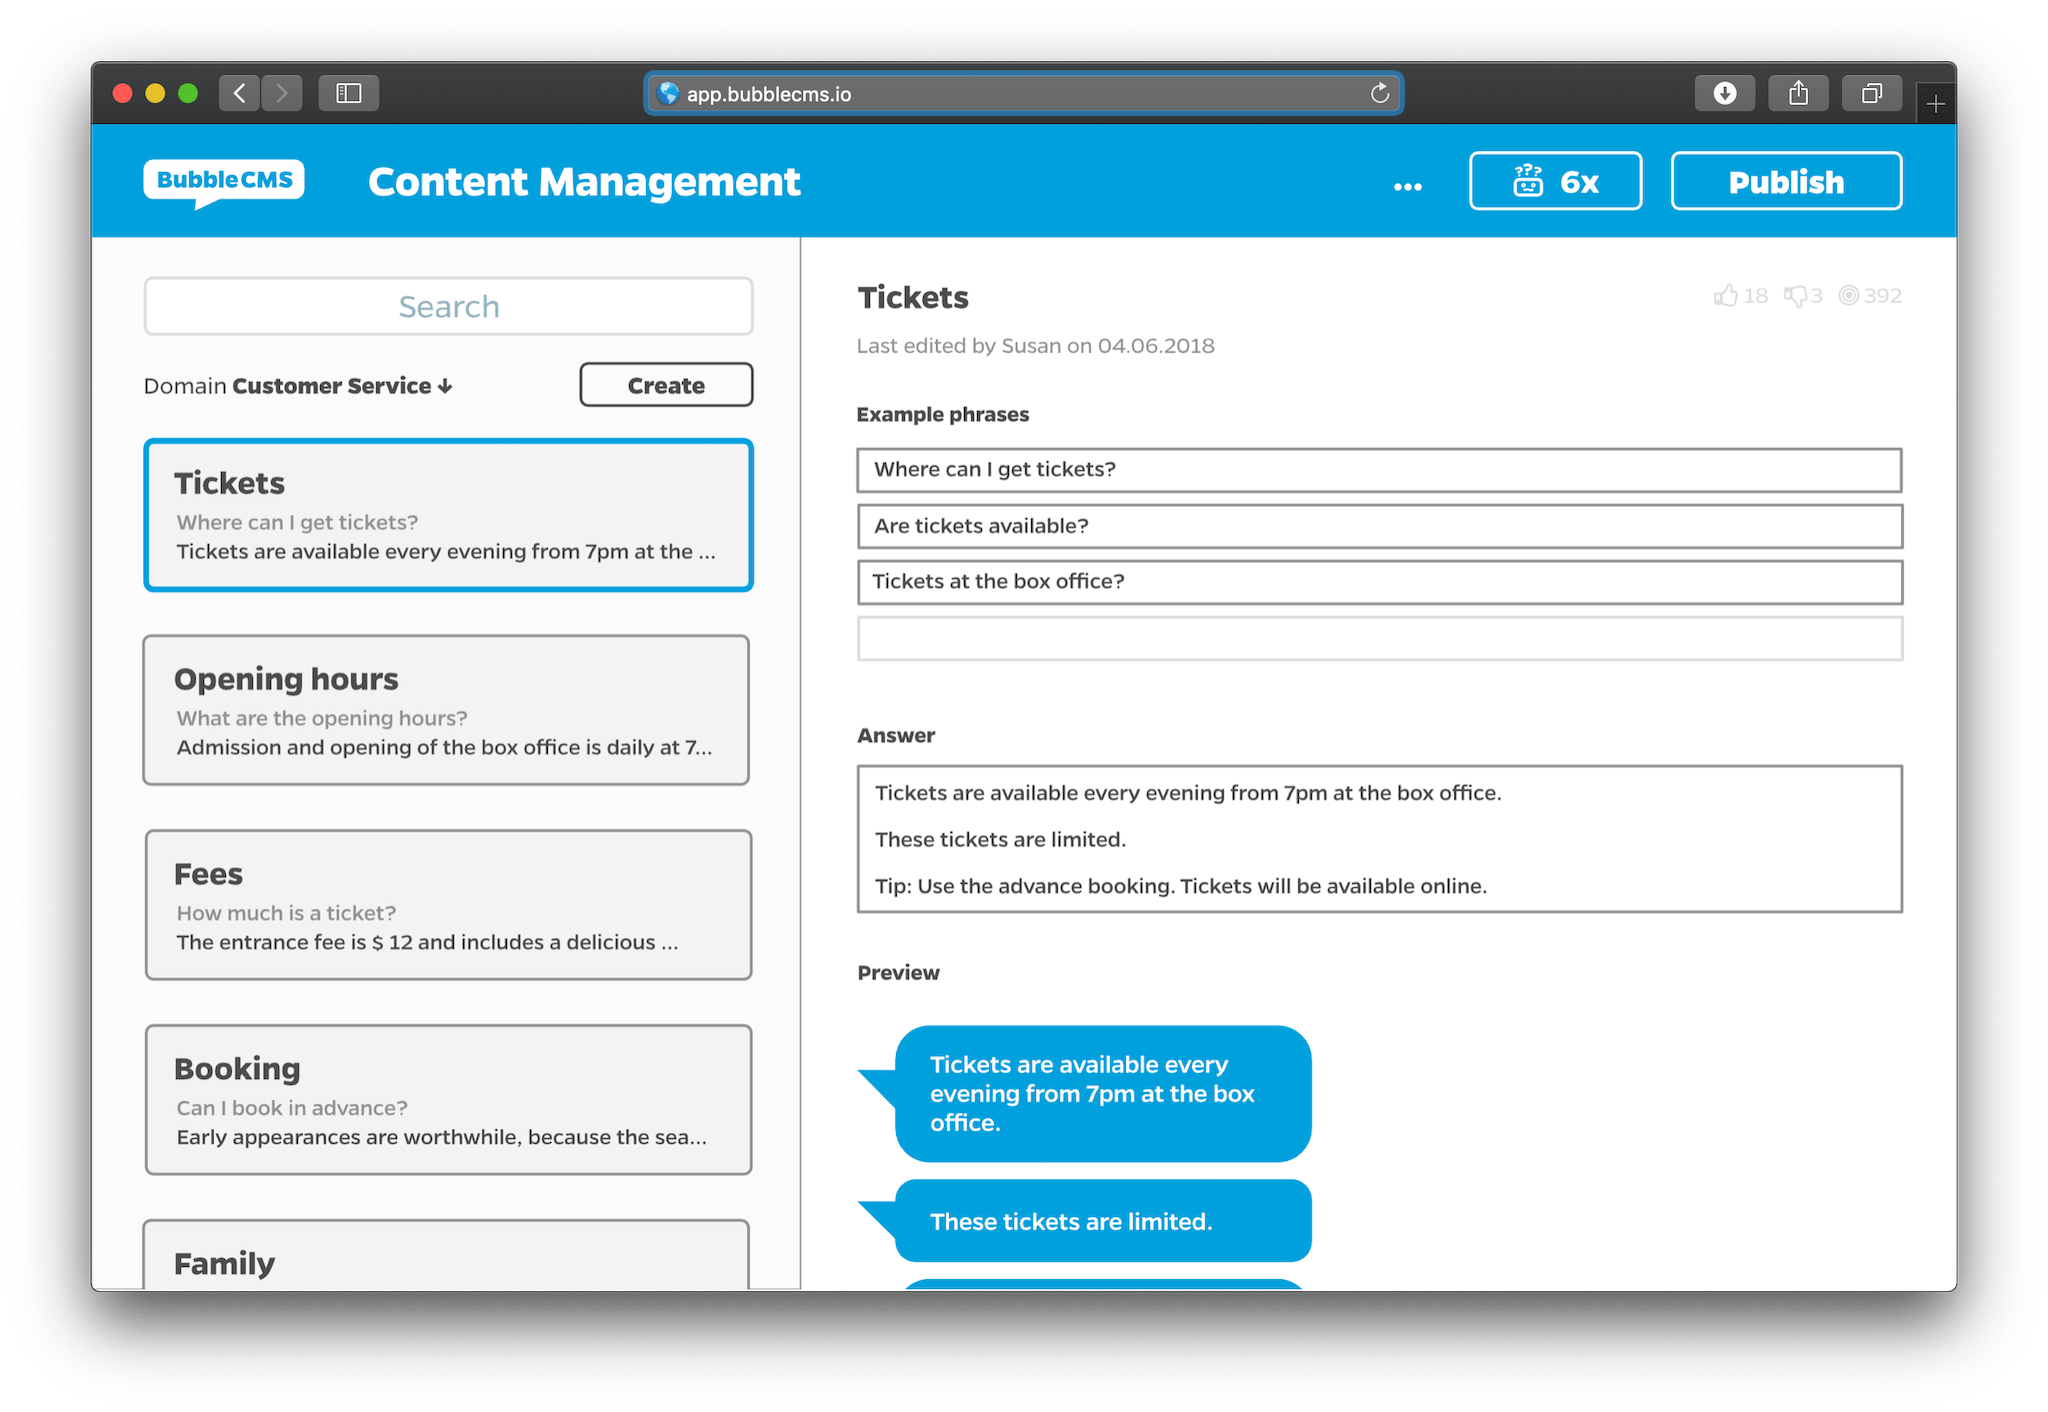 app.bubblecms.io
BubbleCMS
Content Management
...
??? 6x
Publish
Search
Domain Customer Service ↓
Create
Tickets
Where can I get tickets?
Tickets are available every evening from 7pm at the ...
Opening hours
What are the opening hours?
Admission and opening of the box office is daily at 7...
Fees
How much is a ticket?
The entrance fee is $ 12 and includes a delicious ...
Booking
Can I book in advance?
Early appearances are worthwhile, because the sea...
Family
Tickets
18 3 392
Last edited by Susan on 04.06.2018
Example phrases
Where can I get tickets?
Are tickets available?
Tickets at the box office?
Answer
Tickets are available every evening from 7pm at the box office.
These tickets are limited.
Tip: Use the advance booking. Tickets will be available online.
Preview
Tickets are available every
evening from 7pm at the box
office.
These tickets are limited.